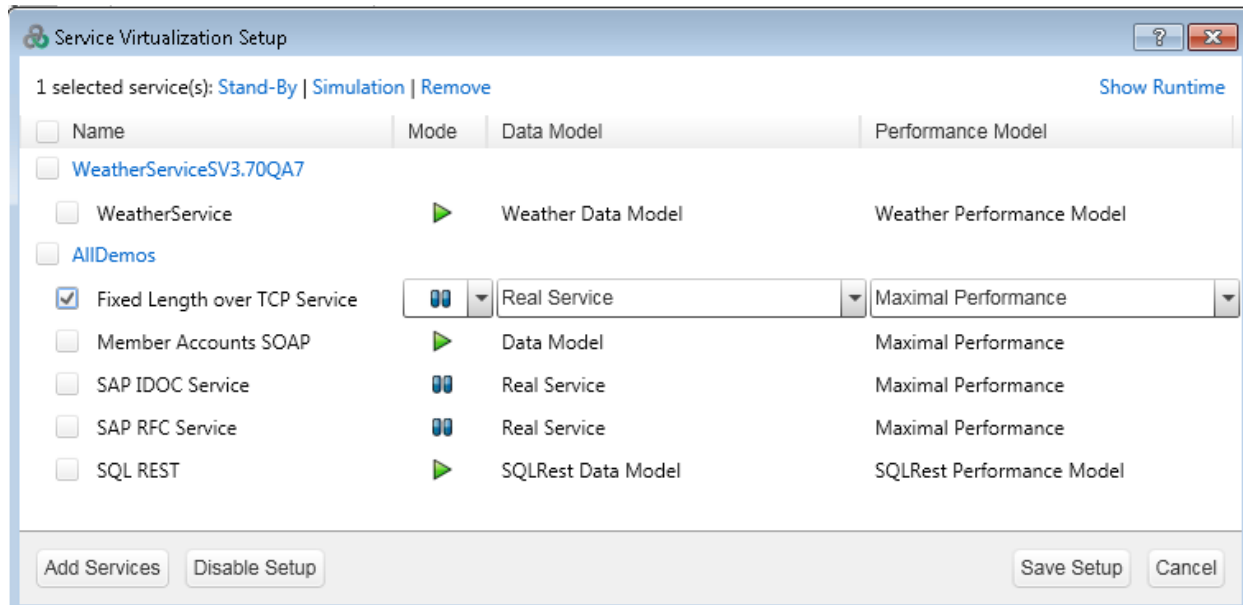 Service Virtualization Setup ?
1 selected service(s): Stand-By | Simulation | Remove Show Runtime
Name Mode Data Model Performance Model
WeatherServiceSV3.70QA7
WeatherService Weather Data Model Weather Performance Model
AllDemos
Fixed Length over TCP Service Real Service Maximal Performance
Member Accounts SOAP Data Model Maximal Performance
SAP IDOC Service Real Service Maximal Performance
SAP RFC Service Real Service Maximal Performance
SQL REST SQLRest Data Model SQLRest Performance Model
Add Services Disable Setup Save Setup Cancel